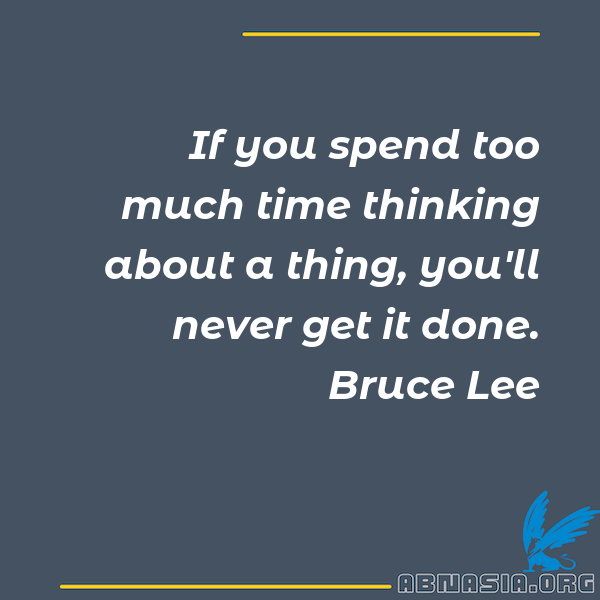 If you spend too
much time thinking
about a thing, you'll
never get it done.
Bruce Lee
ABNASIA.ORG